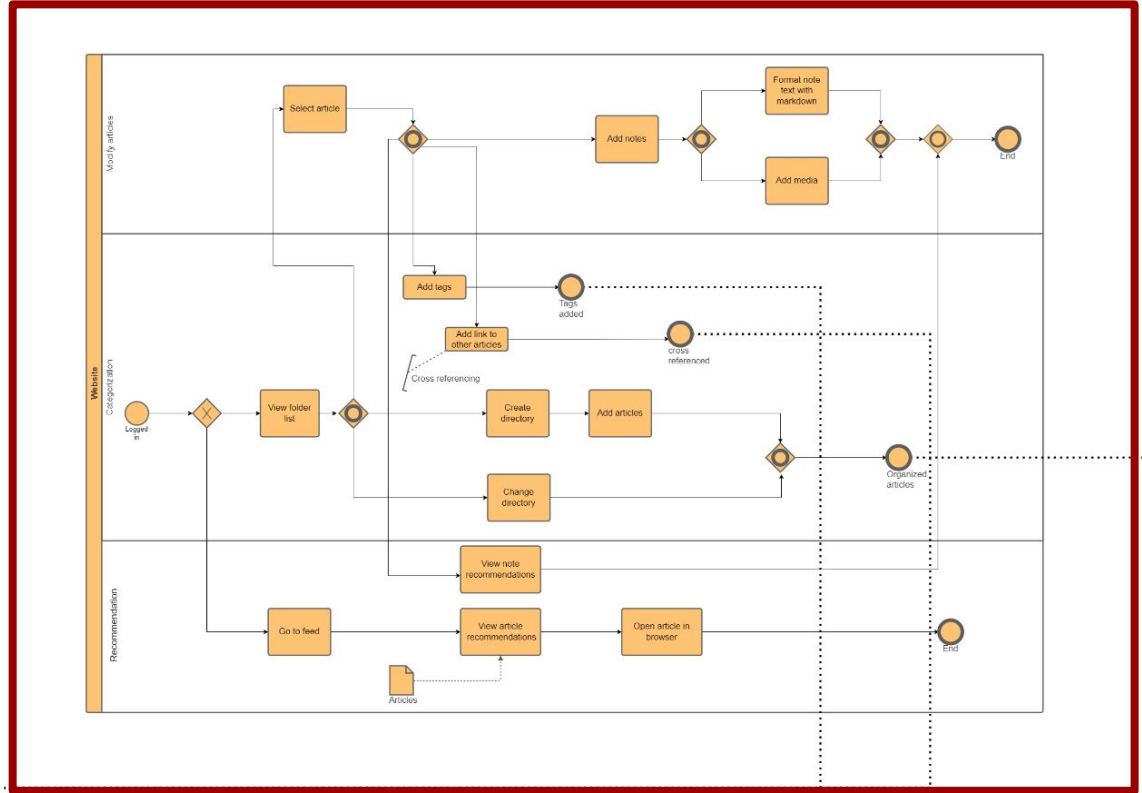 Website
Modify articles
Select article
Add notes
Format note
text with
markdown
Add media
End
Categorization
Add tags
Tags
added
Add link to
other articles
cross
referenced
Cross referencing
Logged
in
View folder
list
Create
directory
Add articles
Change
directory
Organized
articles
Recommendation
View note
recommendations
Go to feed
View article
recommendations
Open article in
browser
End
Articles